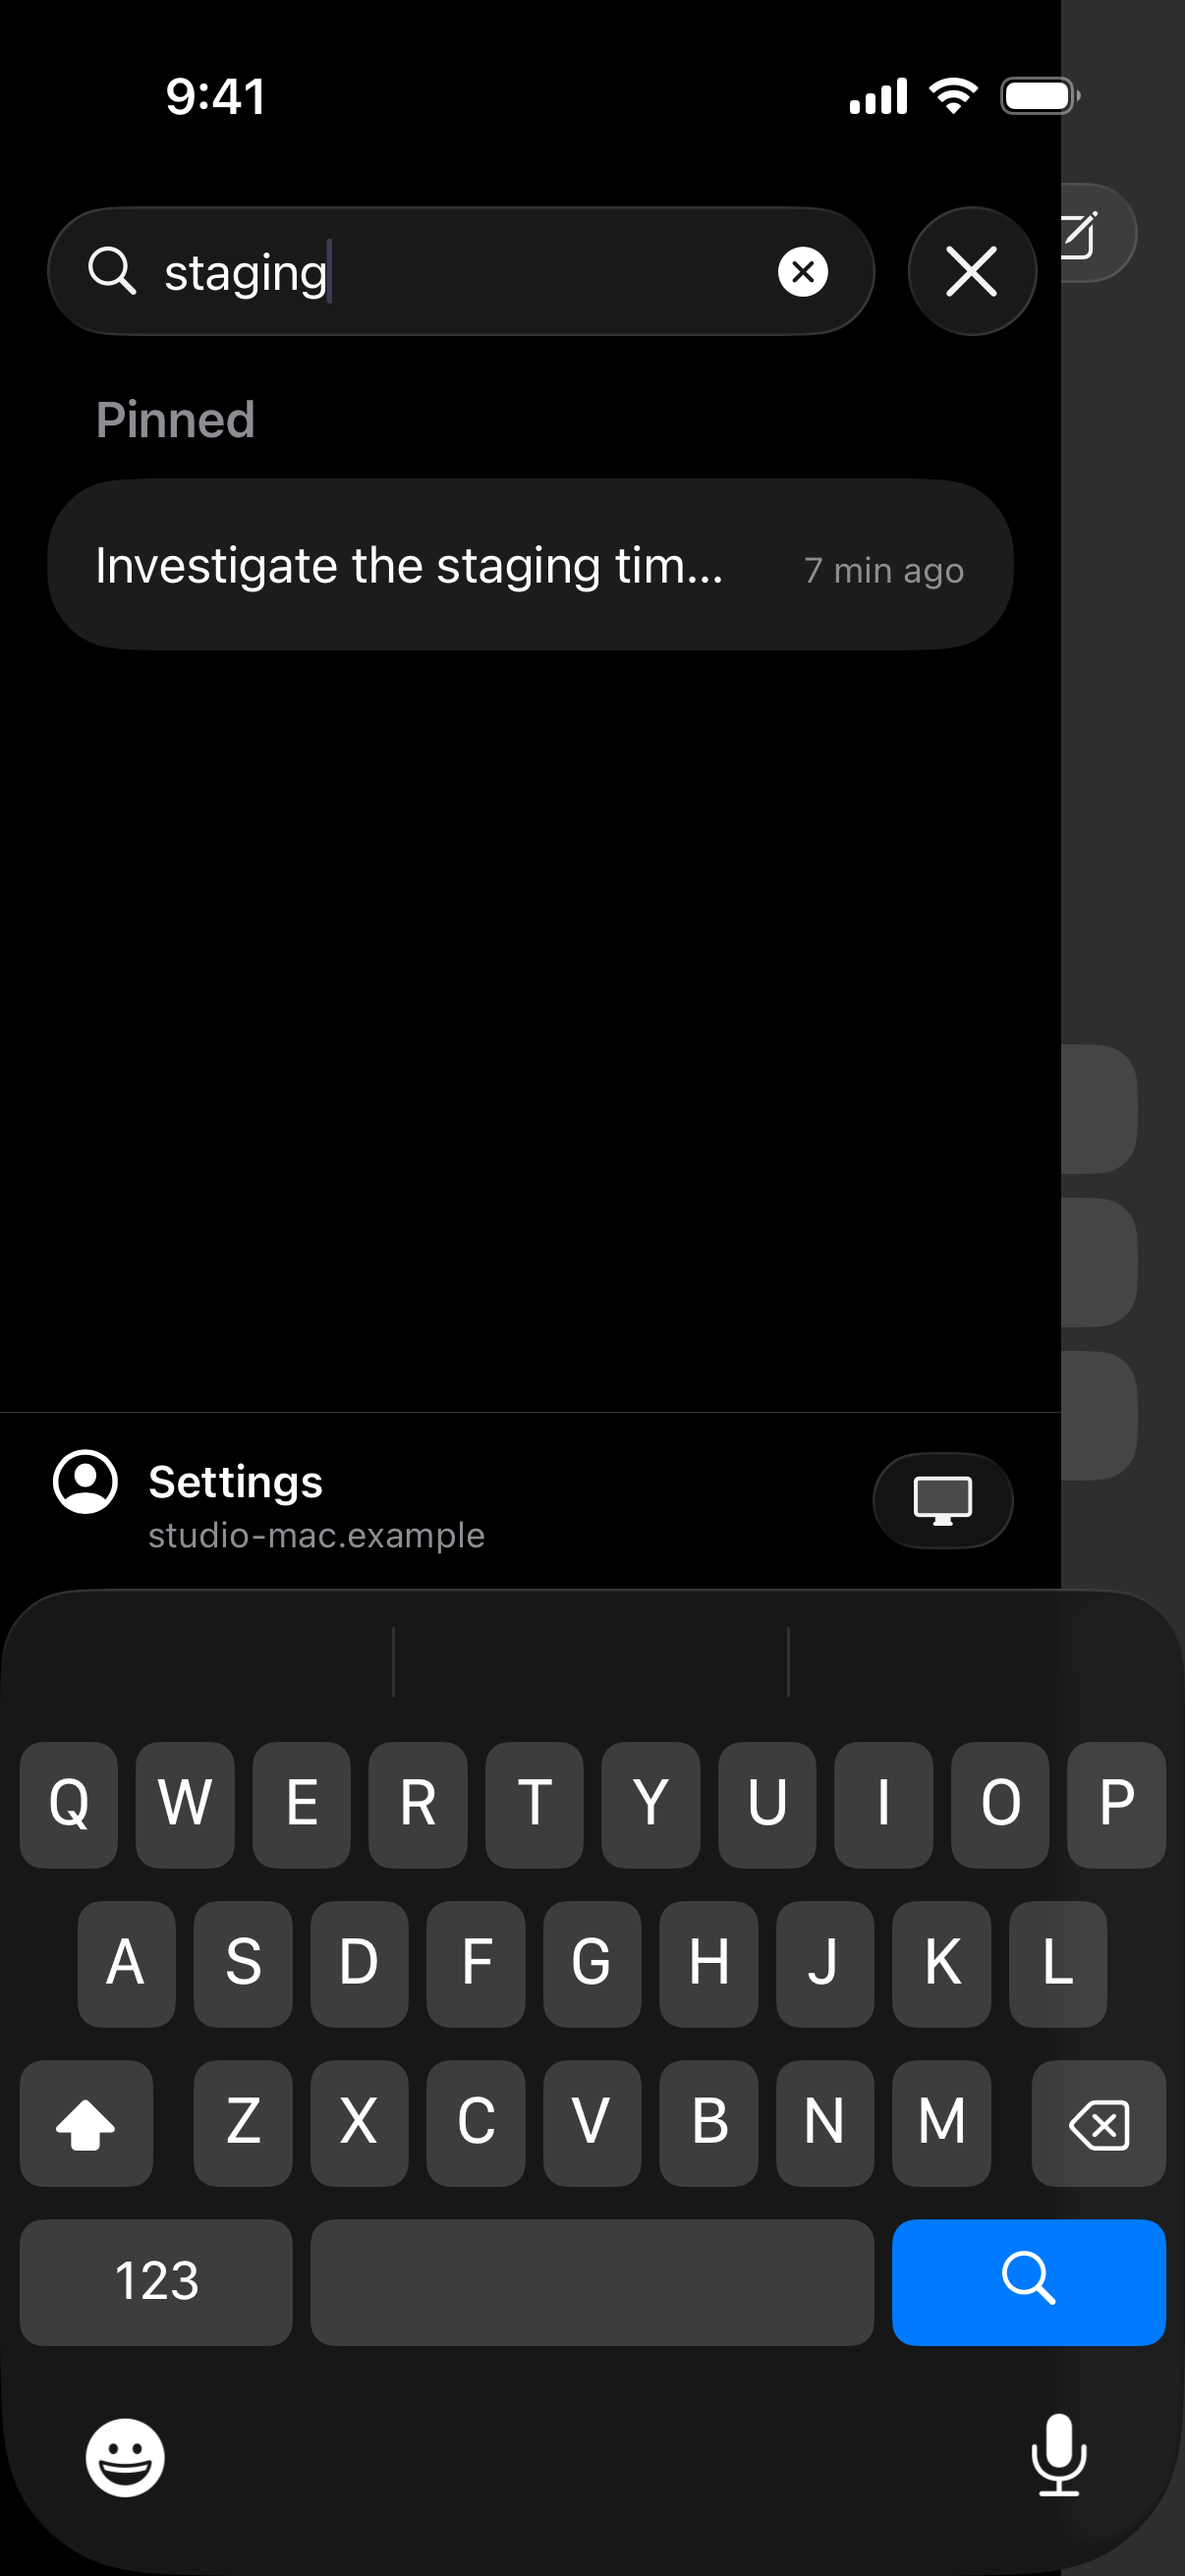 9:41
staging
Pinned
Investigate the staging tim...
7 min ago
Settings
studio-mac.example
Q W E R T Y U I O P
A S D F G H J K L
Z X C V B N M
123